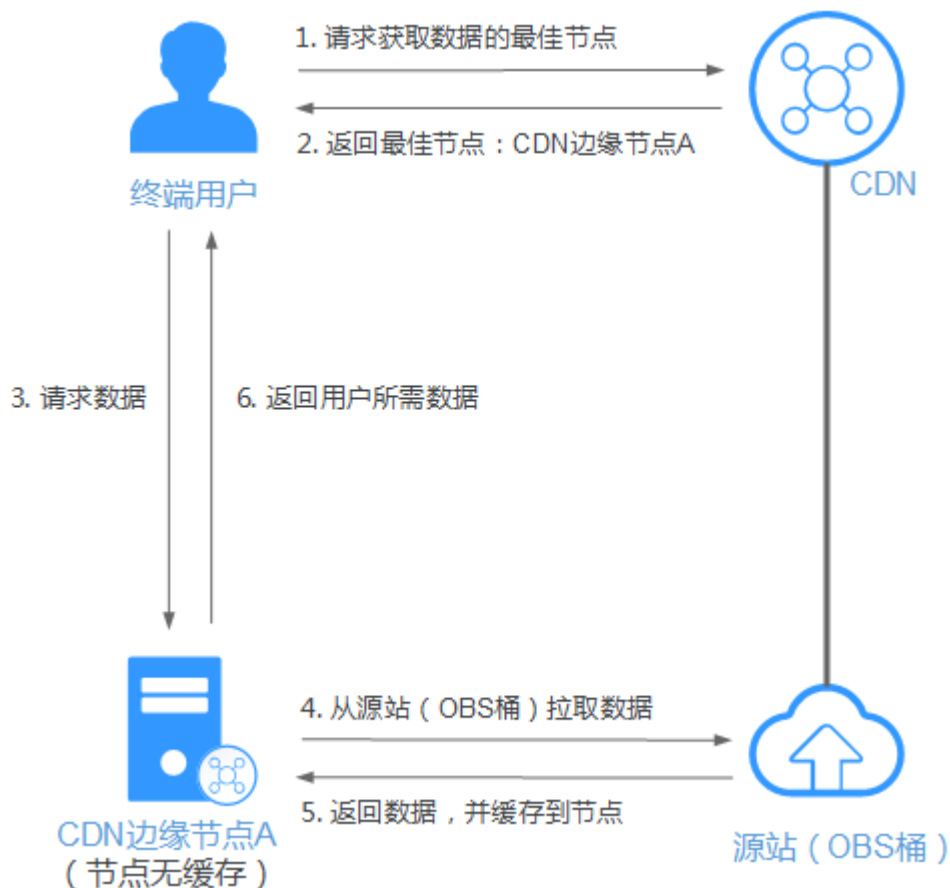 1. 请求获取数据的最佳节点
2. 返回最佳节点：CDN边缘节点A
终端用户
CDN
3. 请求数据
6. 返回用户所需数据
4. 从源站（OBS桶）拉取数据
5. 返回数据，并缓存到节点
CDN边缘节点A
（节点无缓存）
源站（OBS桶）